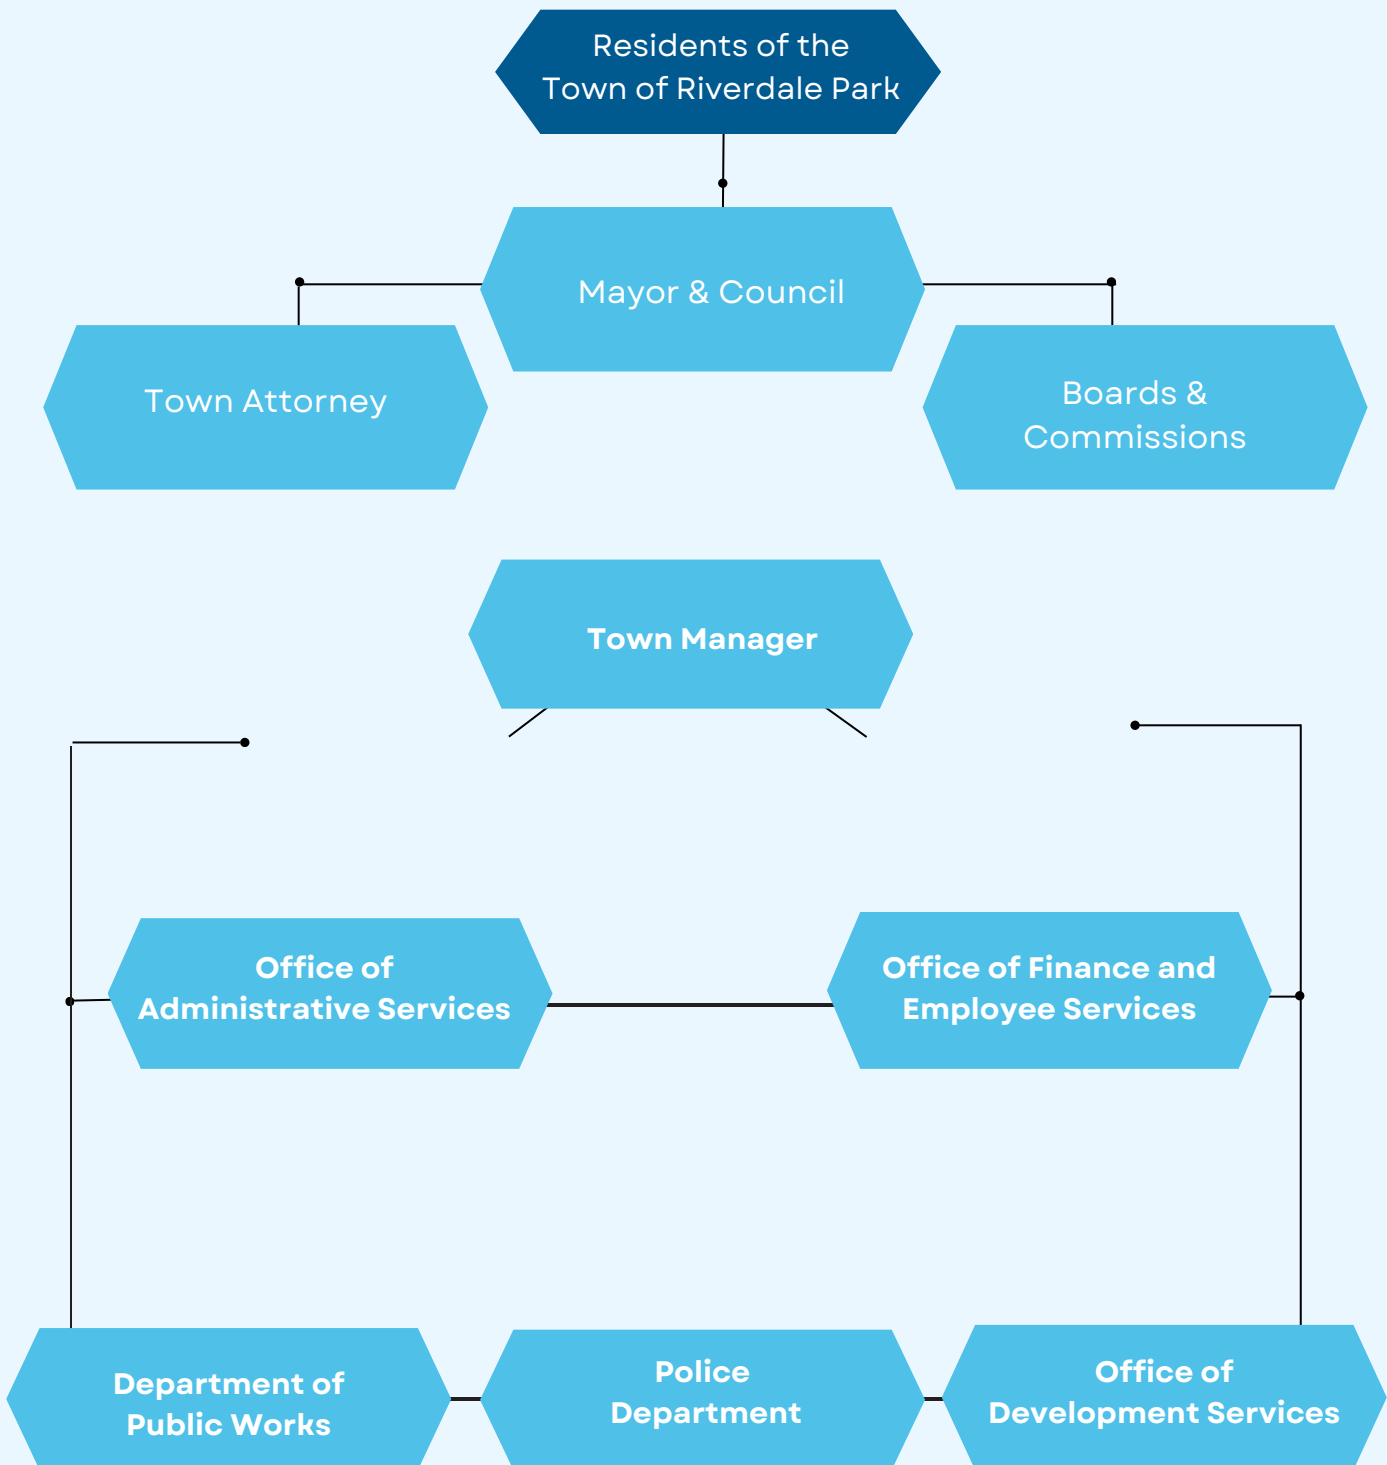 Residents of the
Town of Riverdale Park
Mayor & Council
Town Attorney
Boards &
Commissions
Town Manager
Office of
Administrative Services
Office of Finance and
Employee Services
Department of
Public Works
Police
Department
Office of
Development Services